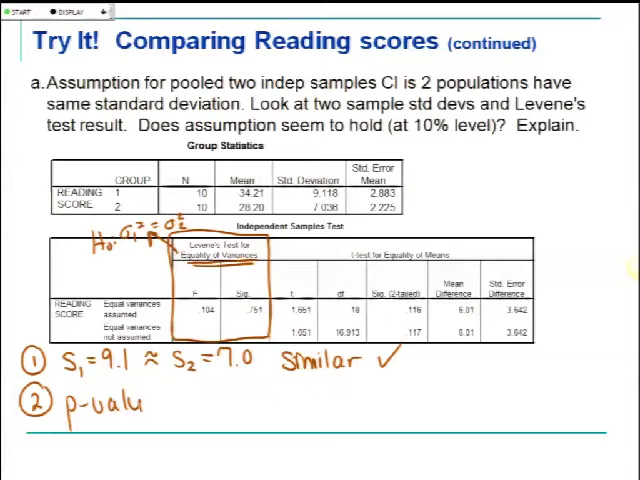 START DISPLAY
Try It! Comparing Reading scores (continued)
a. Assumption for pooled two indep samples CI is 2 populations have
same standard deviation. Look at two sample std devs and Levene's
test result. Does assumption seem to hold (at 10% level)? Explain.
Group Statistics
GROUP N Mean Std. Deviation Std. Error Mean
READING SCORE 1 10 34.21 9.118 2.883
2 10 28.20 7.036 2.225
H₀: σ₁² = σ₂²
Independent Samples Test
Levene's Test for Equality of Variances t-test for Equality of Means
F Sig. t df Sig. (2-tailed) Mean Difference Std. Error Difference
READING SCORE Equal variances assumed .104 .751 1.651 18 .116 6.01 3.642
Equal variances not assumed 1.651 16.913 .117 6.01 3.642
① S₁ = 9.1 ≈ S₂ = 7.0 similar ✓
② p-valu